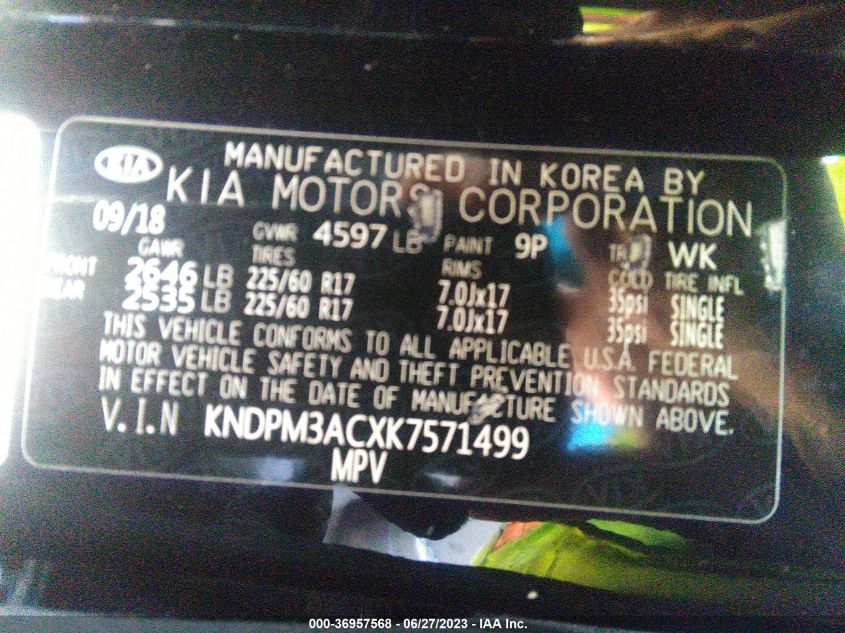 KIA MANUFACTURED IN KOREA BY
KIA MOTORS CORPORATION
09/18 GVWR 4597 LB PAINT 9P WK
GAWR TIRES RIMS COLD TIRE INFL
2646 LB 225/60 R17 7.0Jx17 35psi SINGLE
2535 LB 225/60 R17 7.0Jx17 35psi SINGLE
THIS VEHICLE CONFORMS TO ALL APPLICABLE U.S.A. FEDERAL
MOTOR VEHICLE SAFETY AND THEFT PREVENTION STANDARDS
IN EFFECT ON THE DATE OF MANUFACTURE SHOWN ABOVE.
V.I.N KNDPM3ACXK7571499
MPV
000-36957568 - 06/27/2023 - IAA Inc.